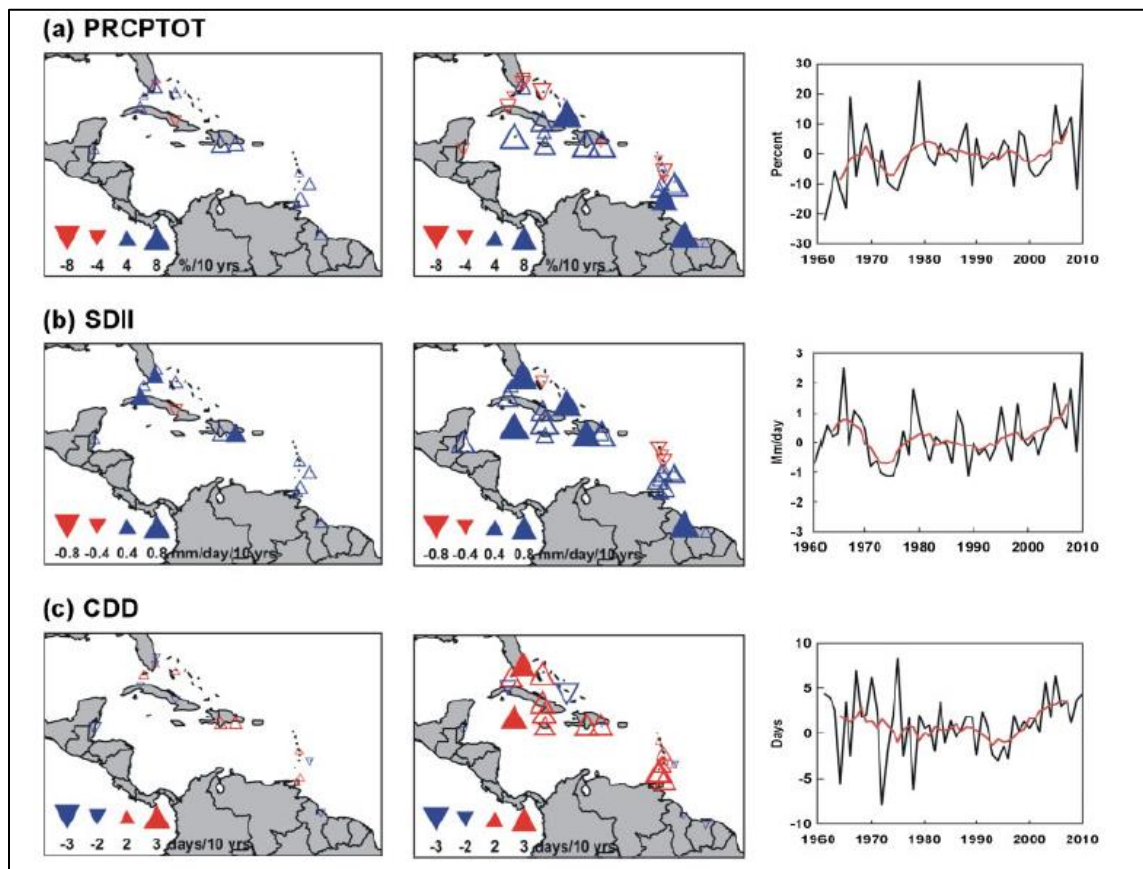 (a) PRCPTOT
-8 -4 4 8 %/10 yrs
-8 -4 4 8 %/10 yrs
Percent
30
20
10
0
-10
-20
-30
1960 1970 1980 1990 2000 2010
(b) SDII
-0.8 -0.4 0.4 0.8 mm/day/10 yrs
-0.8 -0.4 0.4 0.8 mm/day/10 yrs
Mm/day
3
2
1
0
-1
-2
-3
1960 1970 1980 1990 2000 2010
(c) CDD
-3 -2 2 3 days/10 yrs
-3 -2 2 3 days/10 yrs
Days
10
5
0
-5
-10
1960 1970 1980 1990 2000 2010